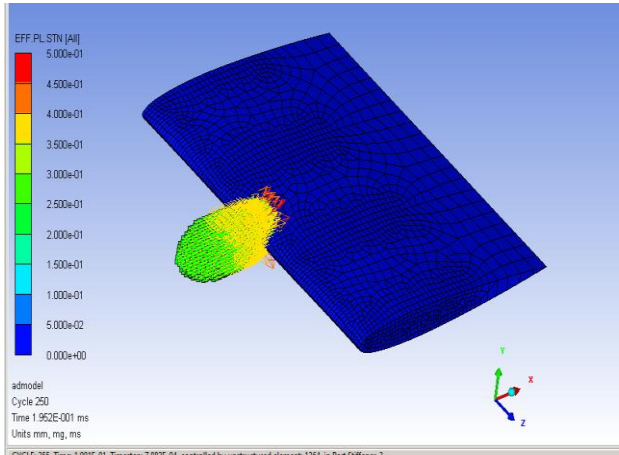 EFF.PL.STN [All]
5.000e-01
4.500e-01
4.000e-01
3.500e-01
3.000e-01
2.500e-01
2.000e-01
1.500e-01
1.000e-01
5.000e-02
0.000e+00
Y
X
Z
admodel
Cycle 250
Time 1.952E-001 ms
Units mm, mg, ms